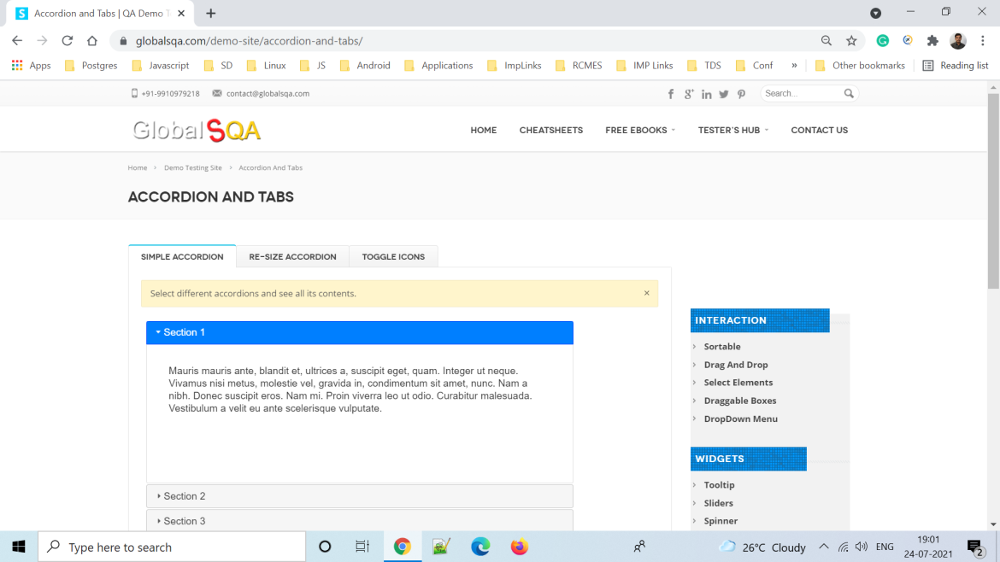 Accordion and Tabs | QA Demo T
globalsqa.com/demo-site/accordion-and-tabs/
Apps Postgres Javascript SD Linux JS Android Applications ImpLinks RCMES IMP Links TDS Conf » Other bookmarks Reading list
+91-9910979218 contact@globalsqa.com Search...
GlobalSQA
HOME CHEATSHEETS FREE EBOOKS TESTER'S HUB CONTACT US
Home > Demo Testing Site > Accordion And Tabs
ACCORDION AND TABS
SIMPLE ACCORDION RE-SIZE ACCORDION TOGGLE ICONS
Select different accordions and see all its contents. ×
Section 1
Mauris mauris ante, blandit et, ultrices a, suscipit eget, quam. Integer ut neque.
Vivamus nisi metus, molestie vel, gravida in, condimentum sit amet, nunc. Nam a
nibh. Donec suscipit eros. Nam mi. Proin viverra leo ut odio. Curabitur malesuada.
Vestibulum a velit eu ante scelerisque vulputate.
Section 2
Section 3
INTERACTION
Sortable
Drag And Drop
Select Elements
Draggable Boxes
DropDown Menu
WIDGETS
Tooltip
Sliders
Spinner
Type here to search
26°C Cloudy ENG
19:01
24-07-2021
2